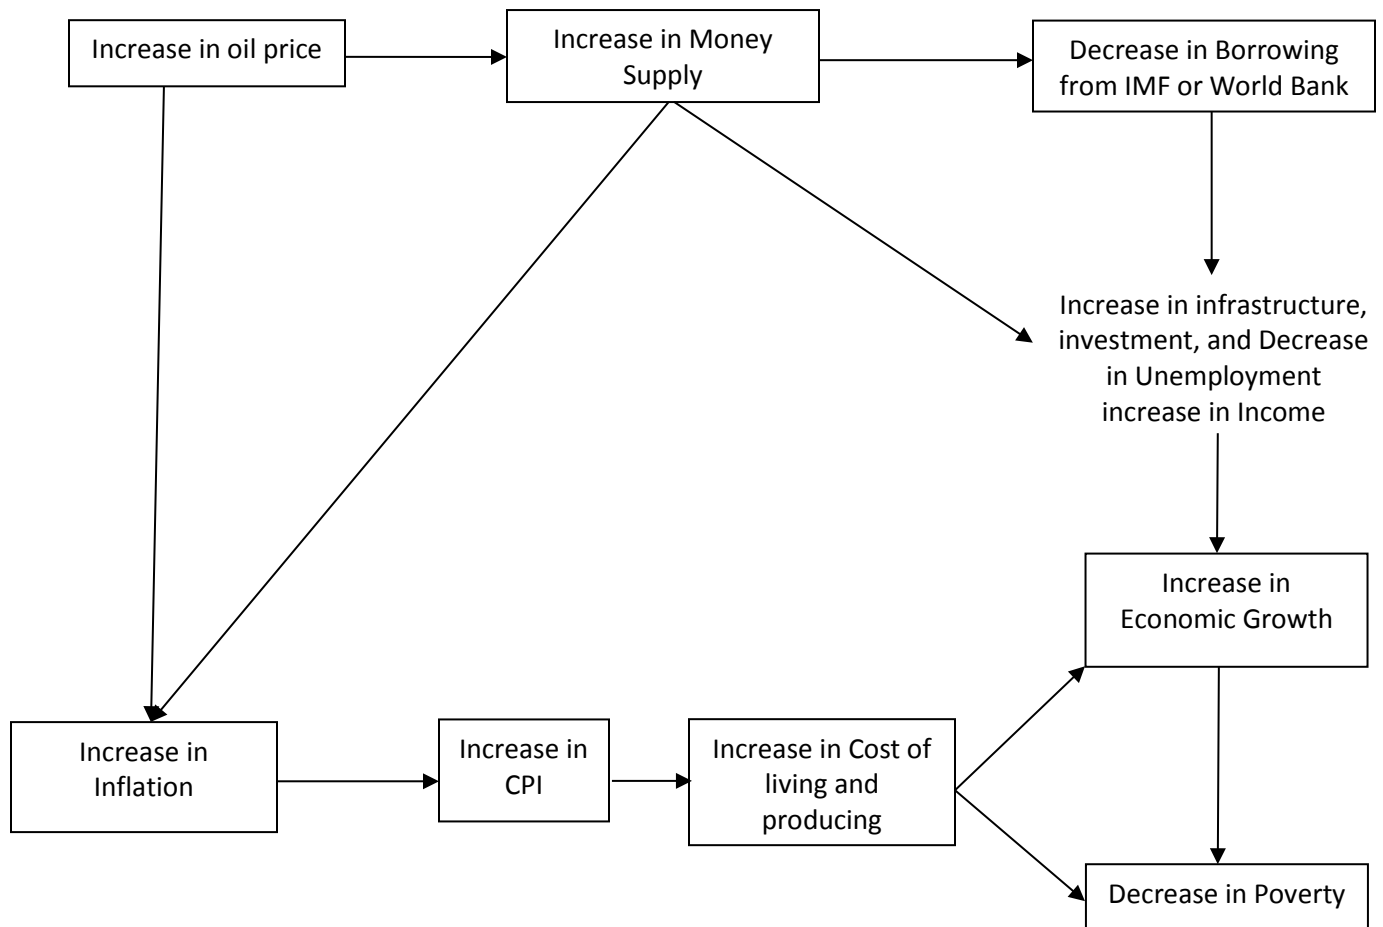 Increase in oil price
Increase in Money
Supply
Decrease in Borrowing
from IMF or World Bank
Increase in infrastructure,
investment, and Decrease
in Unemployment
increase in Income
Increase in
Economic Growth
Increase in
Inflation
Increase in
CPI
Increase in Cost of
living and
producing
Decrease in Poverty